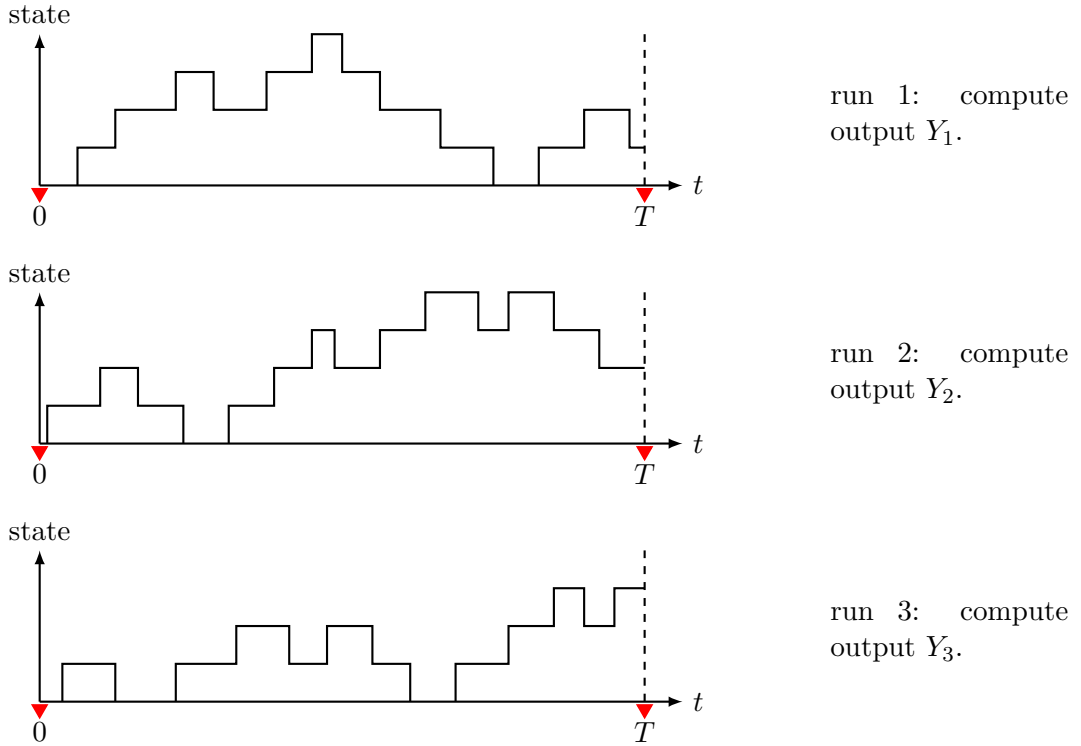 state
run 1: compute
output Y₁.
t
0
T
state
run 2: compute
output Y₂.
t
0
T
state
run 3: compute
output Y₃.
t
0
T